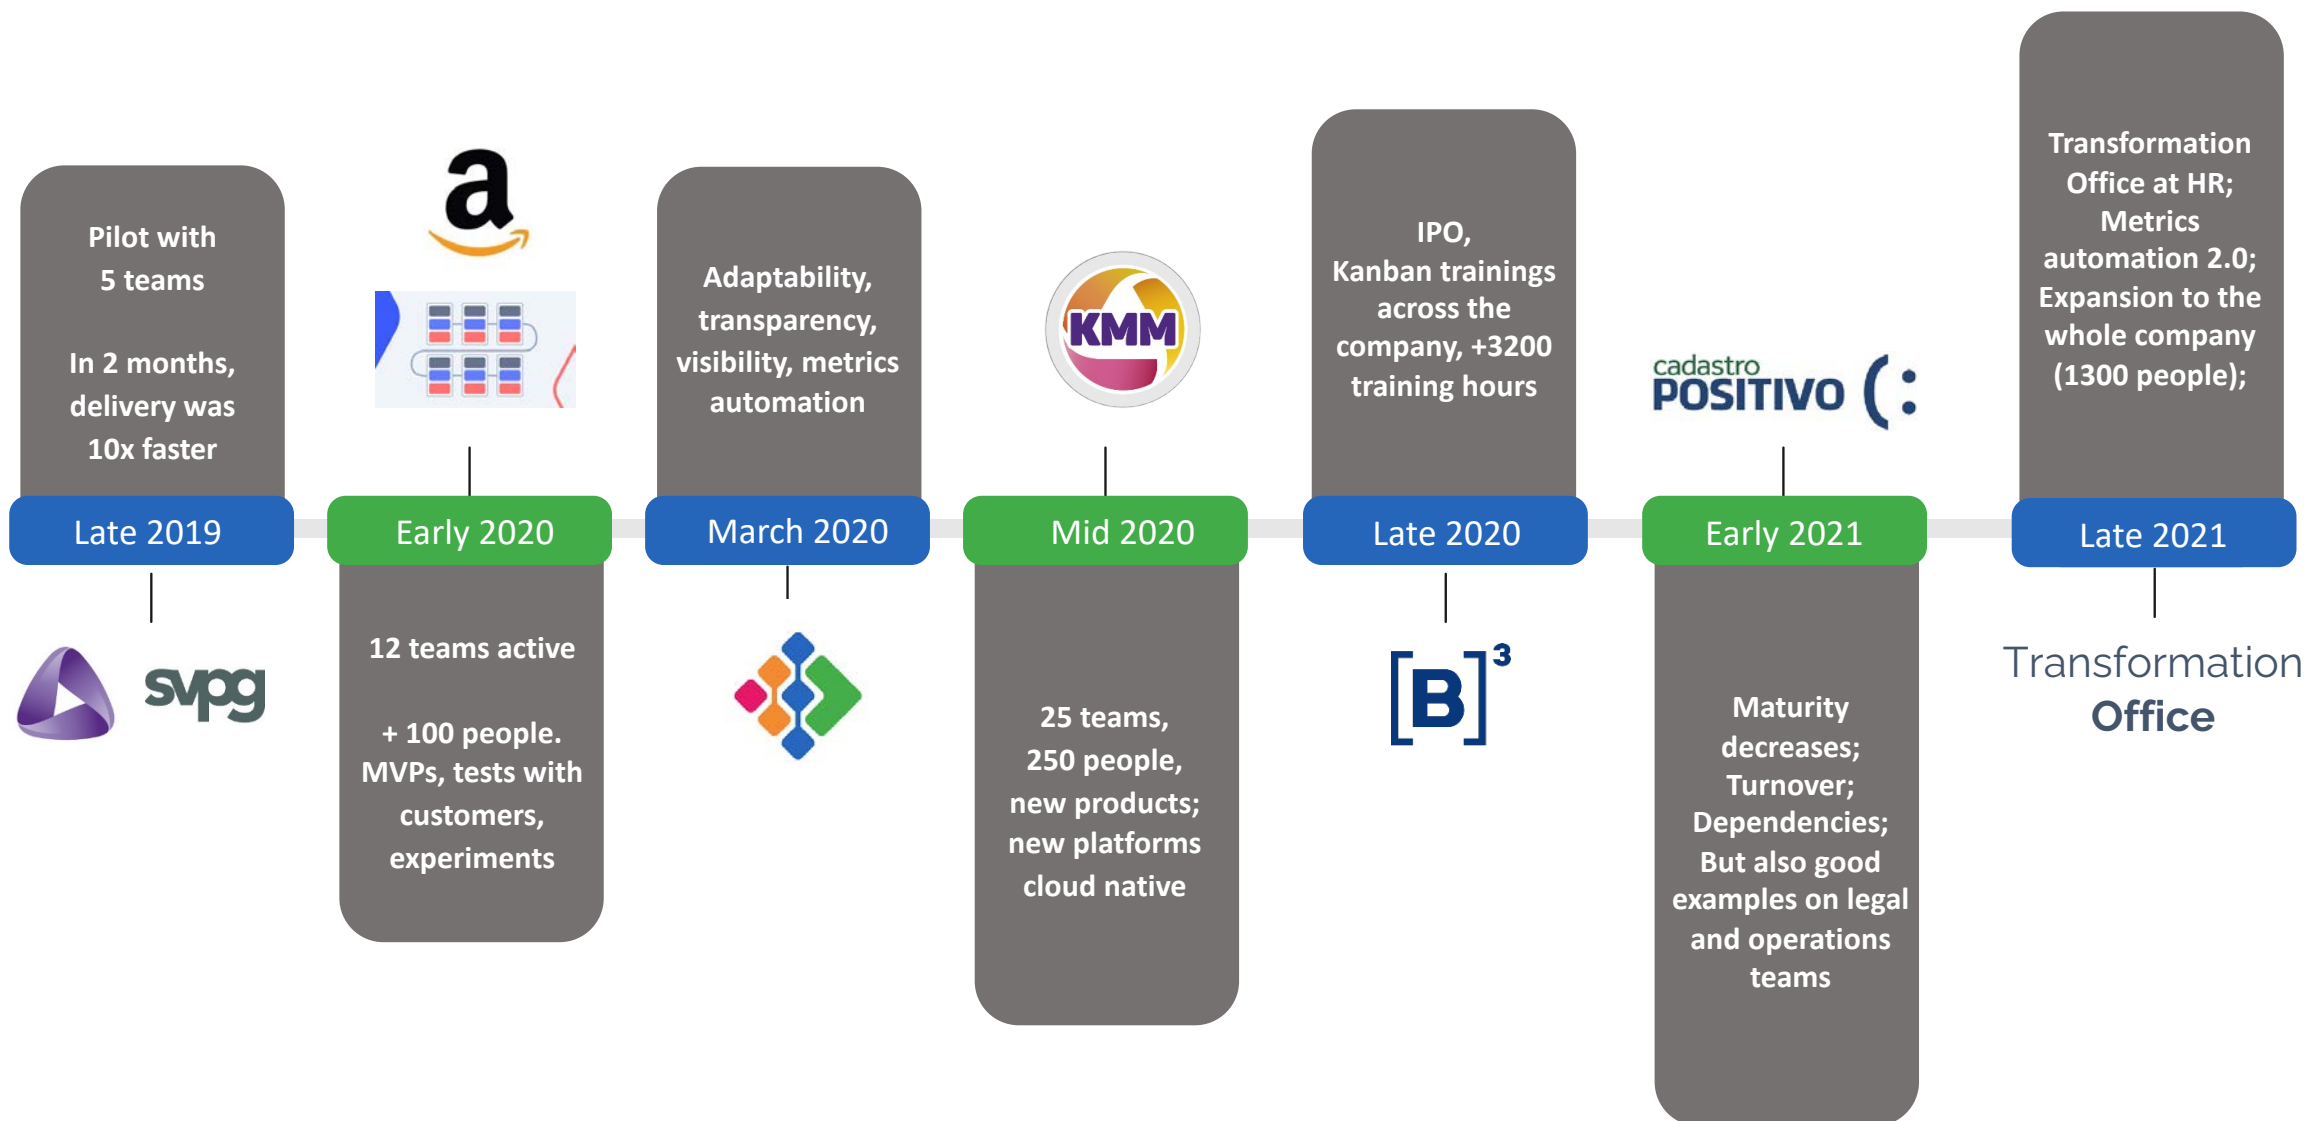 Pilot with
5 teams
In 2 months,
delivery was
10x faster
Late 2019
svpg
a
Early 2020
12 teams active
+ 100 people.
MVPs, tests with
customers,
experiments
Adaptability,
transparency,
visibility, metrics
automation
March 2020
KMM
Mid 2020
25 teams,
250 people,
new products;
new platforms
cloud native
IPO,
Kanban trainings
across the
company, +3200
training hours
Late 2020
[B]³
cadastro
POSITIVO (:
Early 2021
Maturity
decreases;
Turnover;
Dependencies;
But also good
examples on legal
and operations
teams
Transformation
Office at HR;
Metrics
automation 2.0;
Expansion to the
whole company
(1300 people);
Late 2021
Transformation
Office